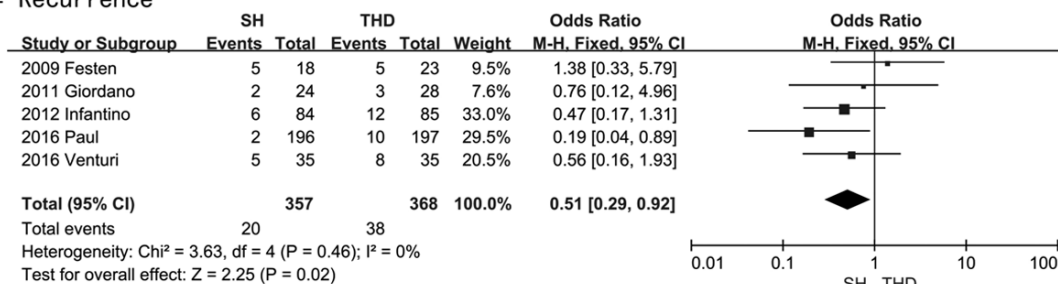 Recurrence
SH THD Odds Ratio Odds Ratio
Study or Subgroup Events Total Events Total Weight M-H, Fixed, 95% CI M-H, Fixed, 95% CI
2009 Festen 5 18 5 23 9.5% 1.38 [0.33, 5.79]
2011 Giordano 2 24 3 28 7.6% 0.76 [0.12, 4.96]
2012 Infantino 6 84 12 85 33.0% 0.47 [0.17, 1.31]
2016 Paul 2 196 10 197 29.5% 0.19 [0.04, 0.89]
2016 Venturi 5 35 8 35 20.5% 0.56 [0.16, 1.93]
Total (95% CI) 357 368 100.0% 0.51 [0.29, 0.92]
Total events 20 38
Heterogeneity: Chi² = 3.63, df = 4 (P = 0.46); I² = 0%
Test for overall effect: Z = 2.25 (P = 0.02)
0.01 0.1 1 10 100
SH THD